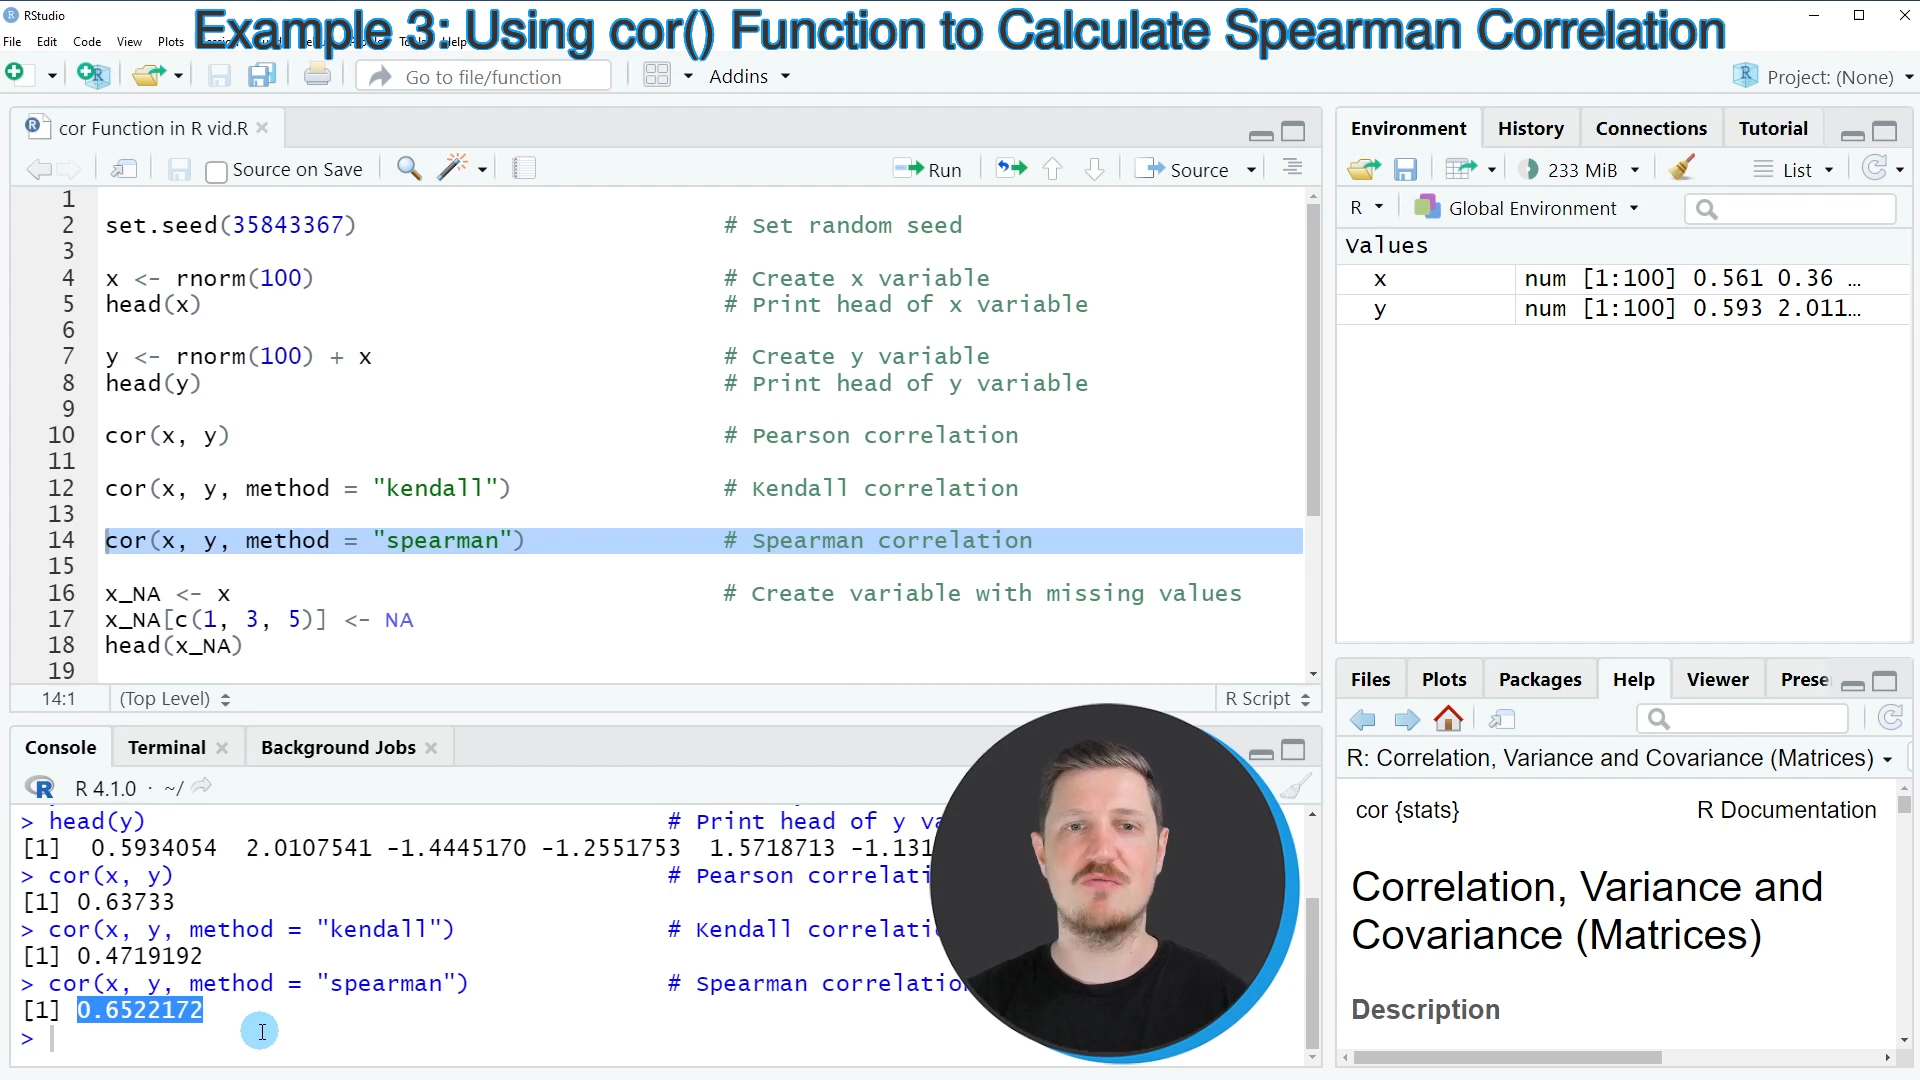 RStudio
Example 3: Using cor() Function to Calculate Spearman Correlation
File Edit Code View Plots Tools Help
Go to file/function
Addins
Project: (None)
cor Function in R vid.R
Source on Save
Run
Source
1
2 set.seed(35843367) # Set random seed
3
4 x <- rnorm(100) # Create x variable
5 head(x) # Print head of x variable
6
7 y <- rnorm(100) + x # Create y variable
8 head(y) # Print head of y variable
9
10 cor(x, y) # Pearson correlation
11
12 cor(x, y, method = "kendall") # Kendall correlation
13
14 cor(x, y, method = "spearman") # Spearman correlation
15
16 x_NA <- x # Create variable with missing values
17 x_NA[c(1, 3, 5)] <- NA
18 head(x_NA)
19
14:1 (Top Level) R Script
Console Terminal Background Jobs
R 4.1.0 · ~/
> head(y) # Print head of y va
[1] 0.5934054 2.0107541 -1.4445170 -1.2551753 1.5718713 -1.131
> cor(x, y) # Pearson correlati
[1] 0.63733
> cor(x, y, method = "kendall") # Kendall correlati
[1] 0.4719192
> cor(x, y, method = "spearman") # Spearman correlation
[1] 0.6522172
>
Environment History Connections Tutorial
233 MiB
List
R Global Environment
Values
x num [1:100] 0.561 0.36 ...
y num [1:100] 0.593 2.011...
Files Plots Packages Help Viewer Prese
R: Correlation, Variance and Covariance (Matrices)
cor {stats} R Documentation
Correlation, Variance and
Covariance (Matrices)
Description